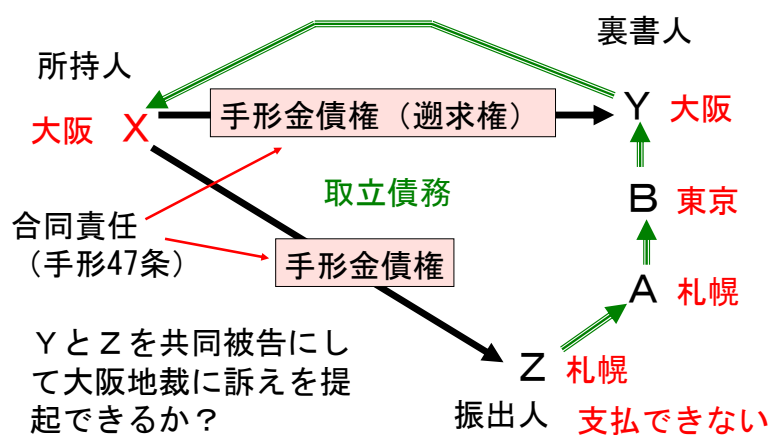 裏書人
所持人
大阪 X 手形金債権（遡求権） Y 大阪
取立債務
B 東京
合同責任
（手形47条）
手形金債権
A 札幌
YとZを共同被告にし
て大阪地裁に訴えを提
起できるか？
Z 札幌
振出人 支払できない